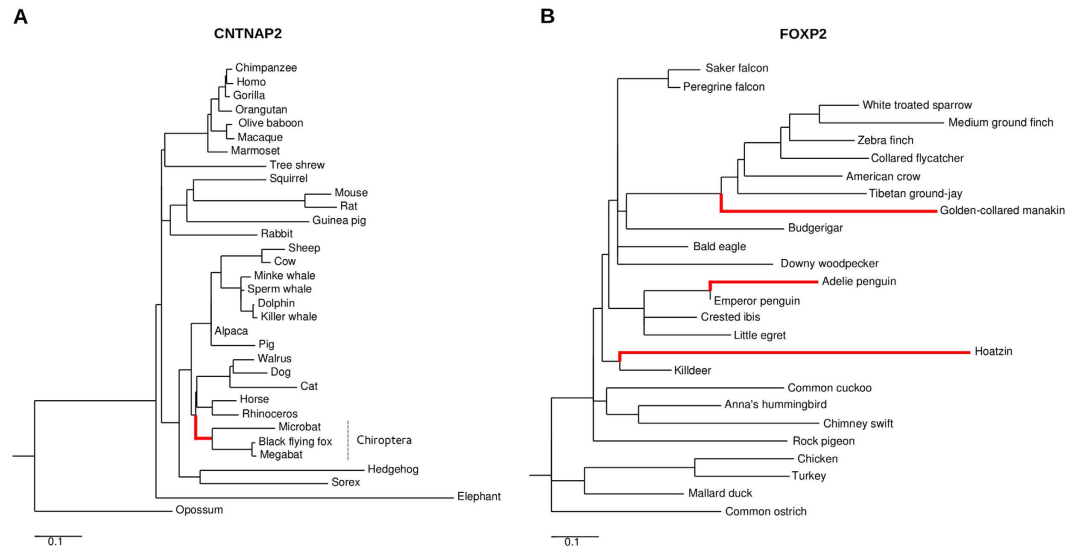 A
CNTNAP2
Chimpanzee
Homo
Gorilla
Orangutan
Olive baboon
Macaque
Marmoset
Tree shrew
Squirrel
Mouse
Rat
Guinea pig
Rabbit
Sheep
Cow
Minke whale
Sperm whale
Dolphin
Killer whale
Alpaca
Pig
Walrus
Dog
Cat
Horse
Rhinoceros
Microbat
Black flying fox
Chiroptera
Megabat
Hedgehog
Sorex
Elephant
Opossum
0.1
B
FOXP2
Saker falcon
Peregrine falcon
White troated sparrow
Medium ground finch
Zebra finch
Collared flycatcher
American crow
Tibetan ground-jay
Golden-collared manakin
Budgerigar
Bald eagle
Downy woodpecker
Adelie penguin
Emperor penguin
Crested ibis
Little egret
Hoatzin
Killdeer
Common cuckoo
Anna's hummingbird
Chimney swift
Rock pigeon
Chicken
Turkey
Mallard duck
Common ostrich
0.1